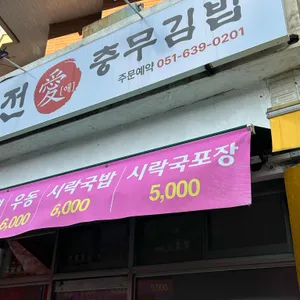 전 愛[애] 충무김밥
주문예약 051-639-0201
우동 시락국밥 시락국포장
6,000 6,000 5,000